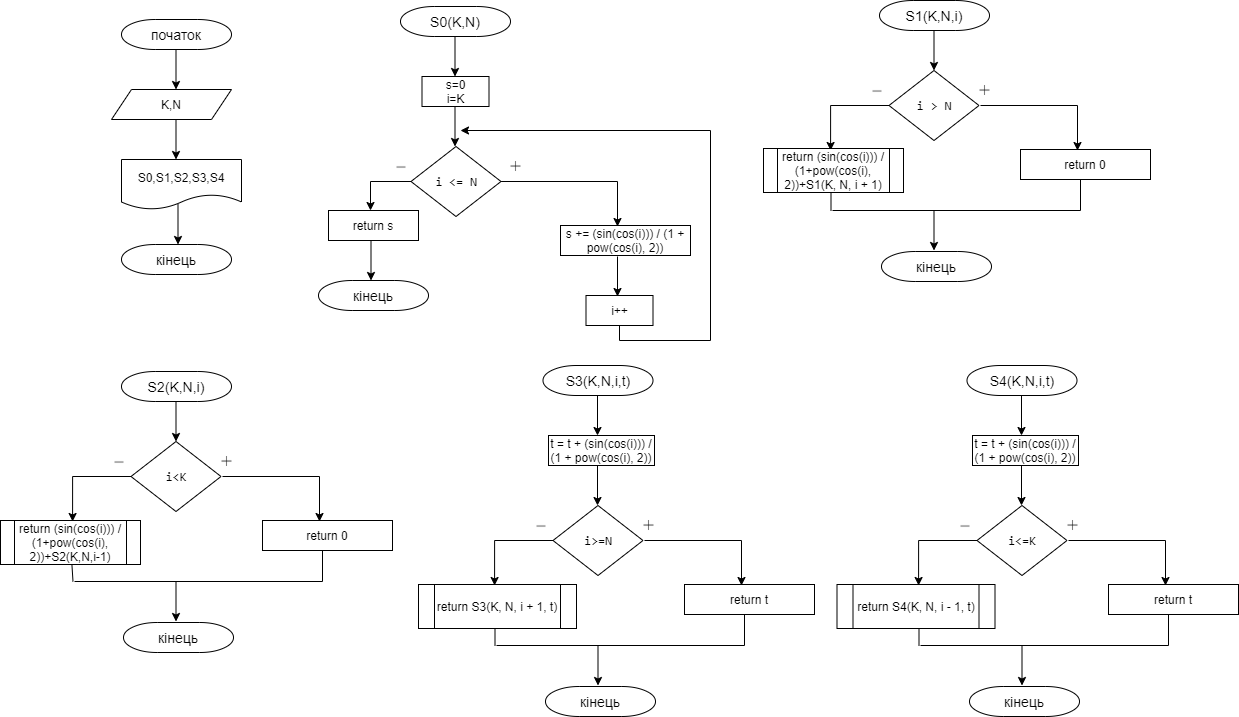 початок
K,N
S0,S1,S2,S3,S4
кінець
S0(K,N)
s=0
i=K
i <= N
−
+
return s
кінець
s += (sin(cos(i))) / (1 +
pow(cos(i), 2))
i++
S1(K,N,i)
i > N
−
+
return (sin(cos(i))) /
(1+pow(cos(i),
2))+S1(K, N, i + 1)
return 0
кінець
S2(K,N,i)
i<K
−
+
return (sin(cos(i))) /
(1+pow(cos(i),
2))+S2(K,N,i-1)
return 0
кінець
S3(K,N,i,t)
t = t + (sin(cos(i))) /
(1 + pow(cos(i), 2))
i>=N
−
+
return S3(K, N, i + 1, t)
return t
кінець
S4(K,N,i,t)
t = t + (sin(cos(i))) /
(1 + pow(cos(i), 2))
i<=K
−
+
return S4(K, N, i - 1, t)
return t
кінець